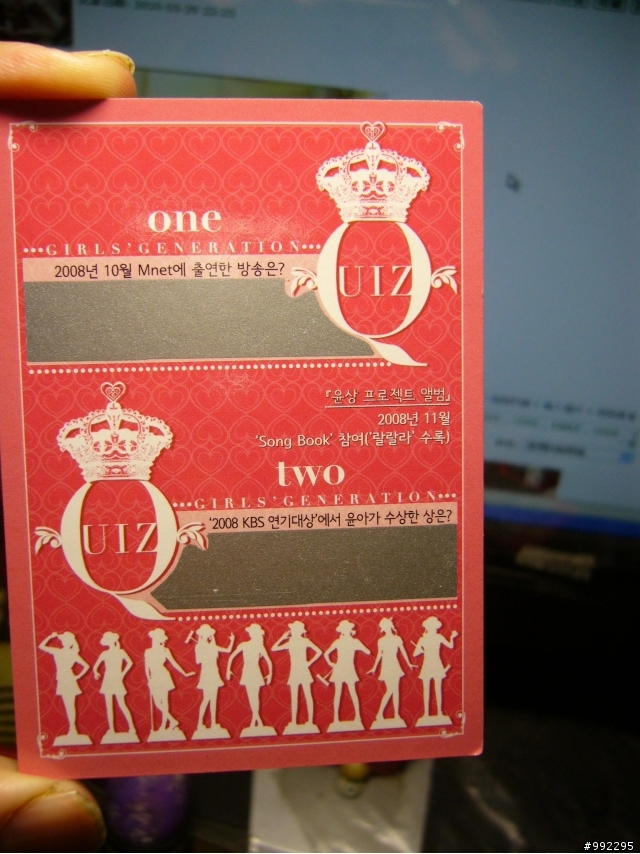 one
GIRLS'GENERATION
QUIZ
2008년 10월 Mnet에 출연한 방송은?
『윤상 프로젝트 앨범』
2008년 11월
'Song Book' 참여('랄랄라' 수록)
two
GIRLS'GENERATION
QUIZ
'2008 KBS 연기대상'에서 윤아가 수상한 상은?
#992295